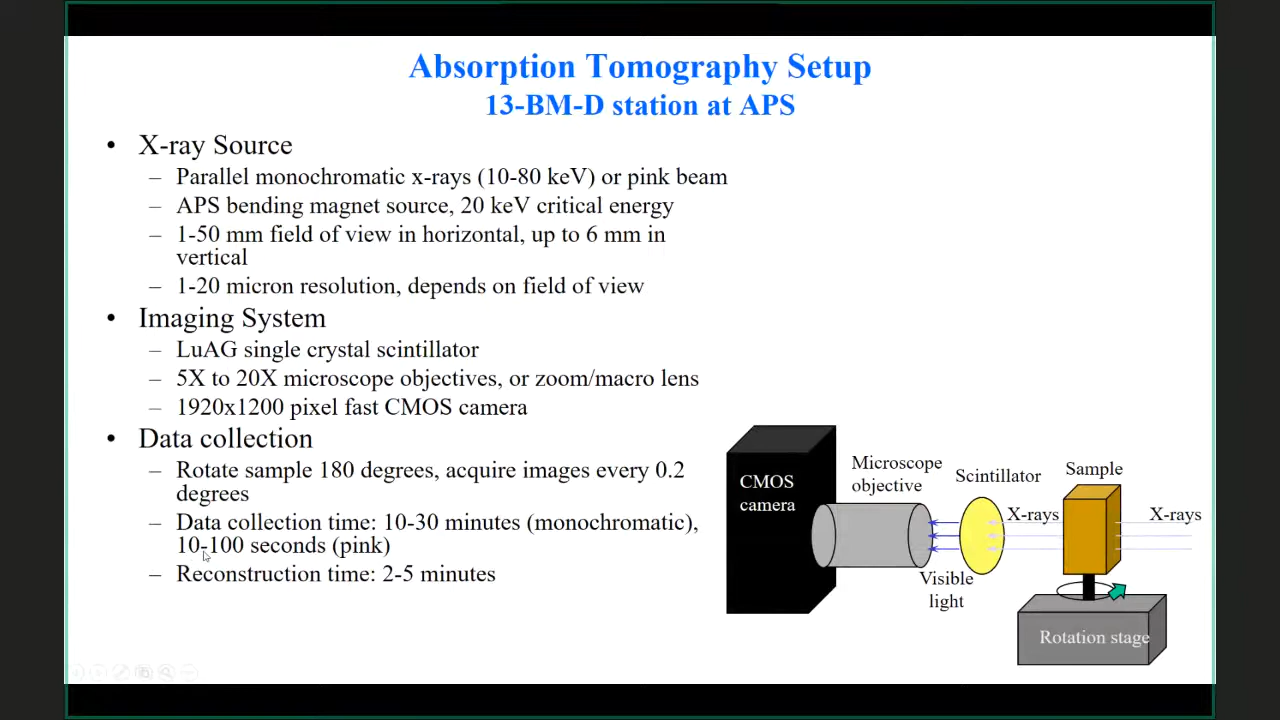 Absorption Tomography Setup
13-BM-D station at APS
• X-ray Source
– Parallel monochromatic x-rays (10-80 keV) or pink beam
– APS bending magnet source, 20 keV critical energy
– 1-50 mm field of view in horizontal, up to 6 mm in
vertical
– 1-20 micron resolution, depends on field of view
• Imaging System
– LuAG single crystal scintillator
– 5X to 20X microscope objectives, or zoom/macro lens
– 1920x1200 pixel fast CMOS camera
• Data collection
– Rotate sample 180 degrees, acquire images every 0.2
degrees
– Data collection time: 10-30 minutes (monochromatic),
10-100 seconds (pink)
– Reconstruction time: 2-5 minutes
CMOS
camera
Microscope
objective
Scintillator
Sample
X-rays
X-rays
Visible
light
Rotation stage